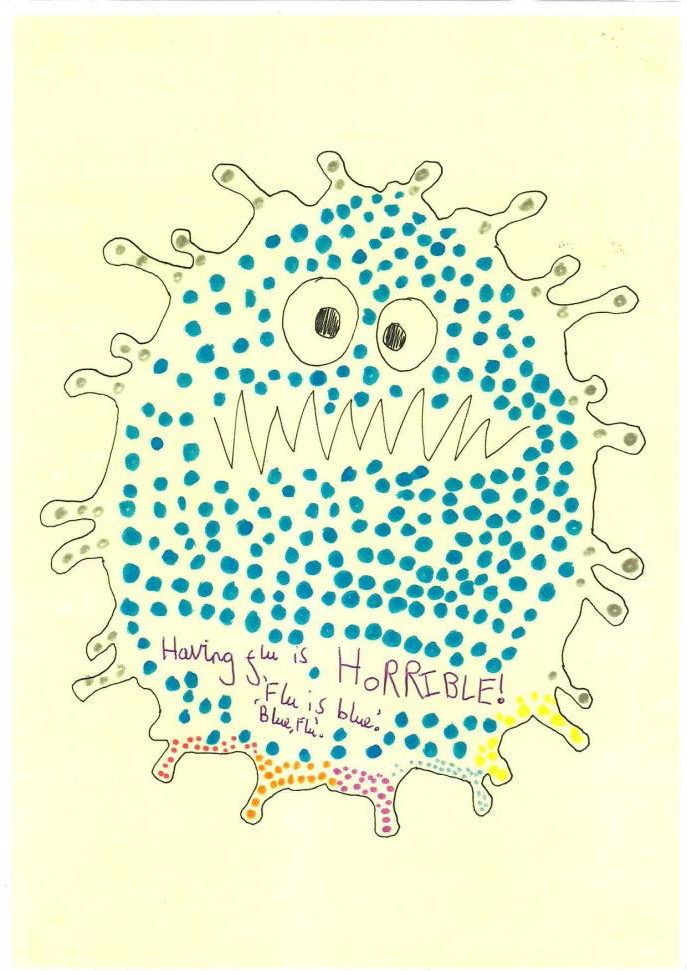 Having flu is HoRRIBLE!
'Flu is blue.'
'Blue, Flu'.